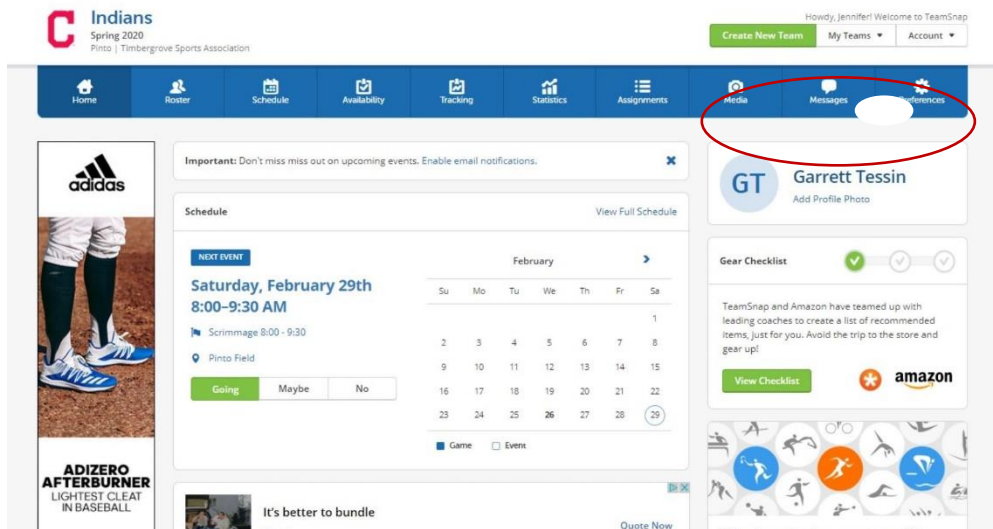 C
Indians
Spring 2020
Pinto | Timbergrove Sports Association
Howdy, Jennifer! Welcome to TeamSnap
Create New Team My Teams Account
Home Roster Schedule Availability Tracking Statistics Assignments Media Messages
adidas
Important: Don't miss miss out on upcoming events. Enable email notifications.
GT
Garrett Tessin
Add Profile Photo
Schedule View Full Schedule
NEXT EVENT
Saturday, February 29th
8:00–9:30 AM
Scrimmage 8:00 - 9:30
Pinto Field
Going Maybe No
February
Su Mo Tu We Th Fr Sa
1
2 3 4 5 6 7 8
9 10 11 12 13 14 15
16 17 18 19 20 21 22
23 24 25 26 27 28 29
Game Event
Gear Checklist
TeamSnap and Amazon have teamed up with
leading coaches to create a list of recommended
items, just for you. Avoid the trip to the store and
gear up!
View Checklist
amazon
ADIZERO
AFTERBURNER
LIGHTEST CLEAT
IN BASEBALL
It's better to bundle
Quote Now